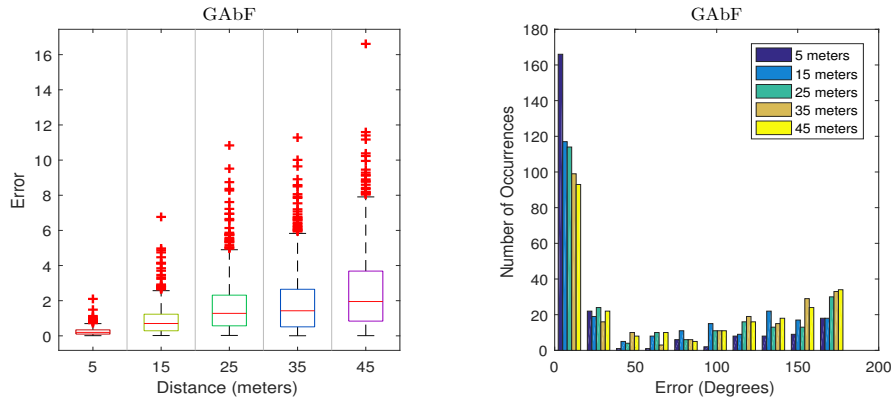 GAbF
Error
16
14
12
10
8
6
4
2
0
5 15 25 35 45
Distance (meters)
GAbF
Number of Occurrences
180
160
140
120
100
80
60
40
20
0
0 50 100 150 200
Error (Degrees)
5 meters
15 meters
25 meters
35 meters
45 meters